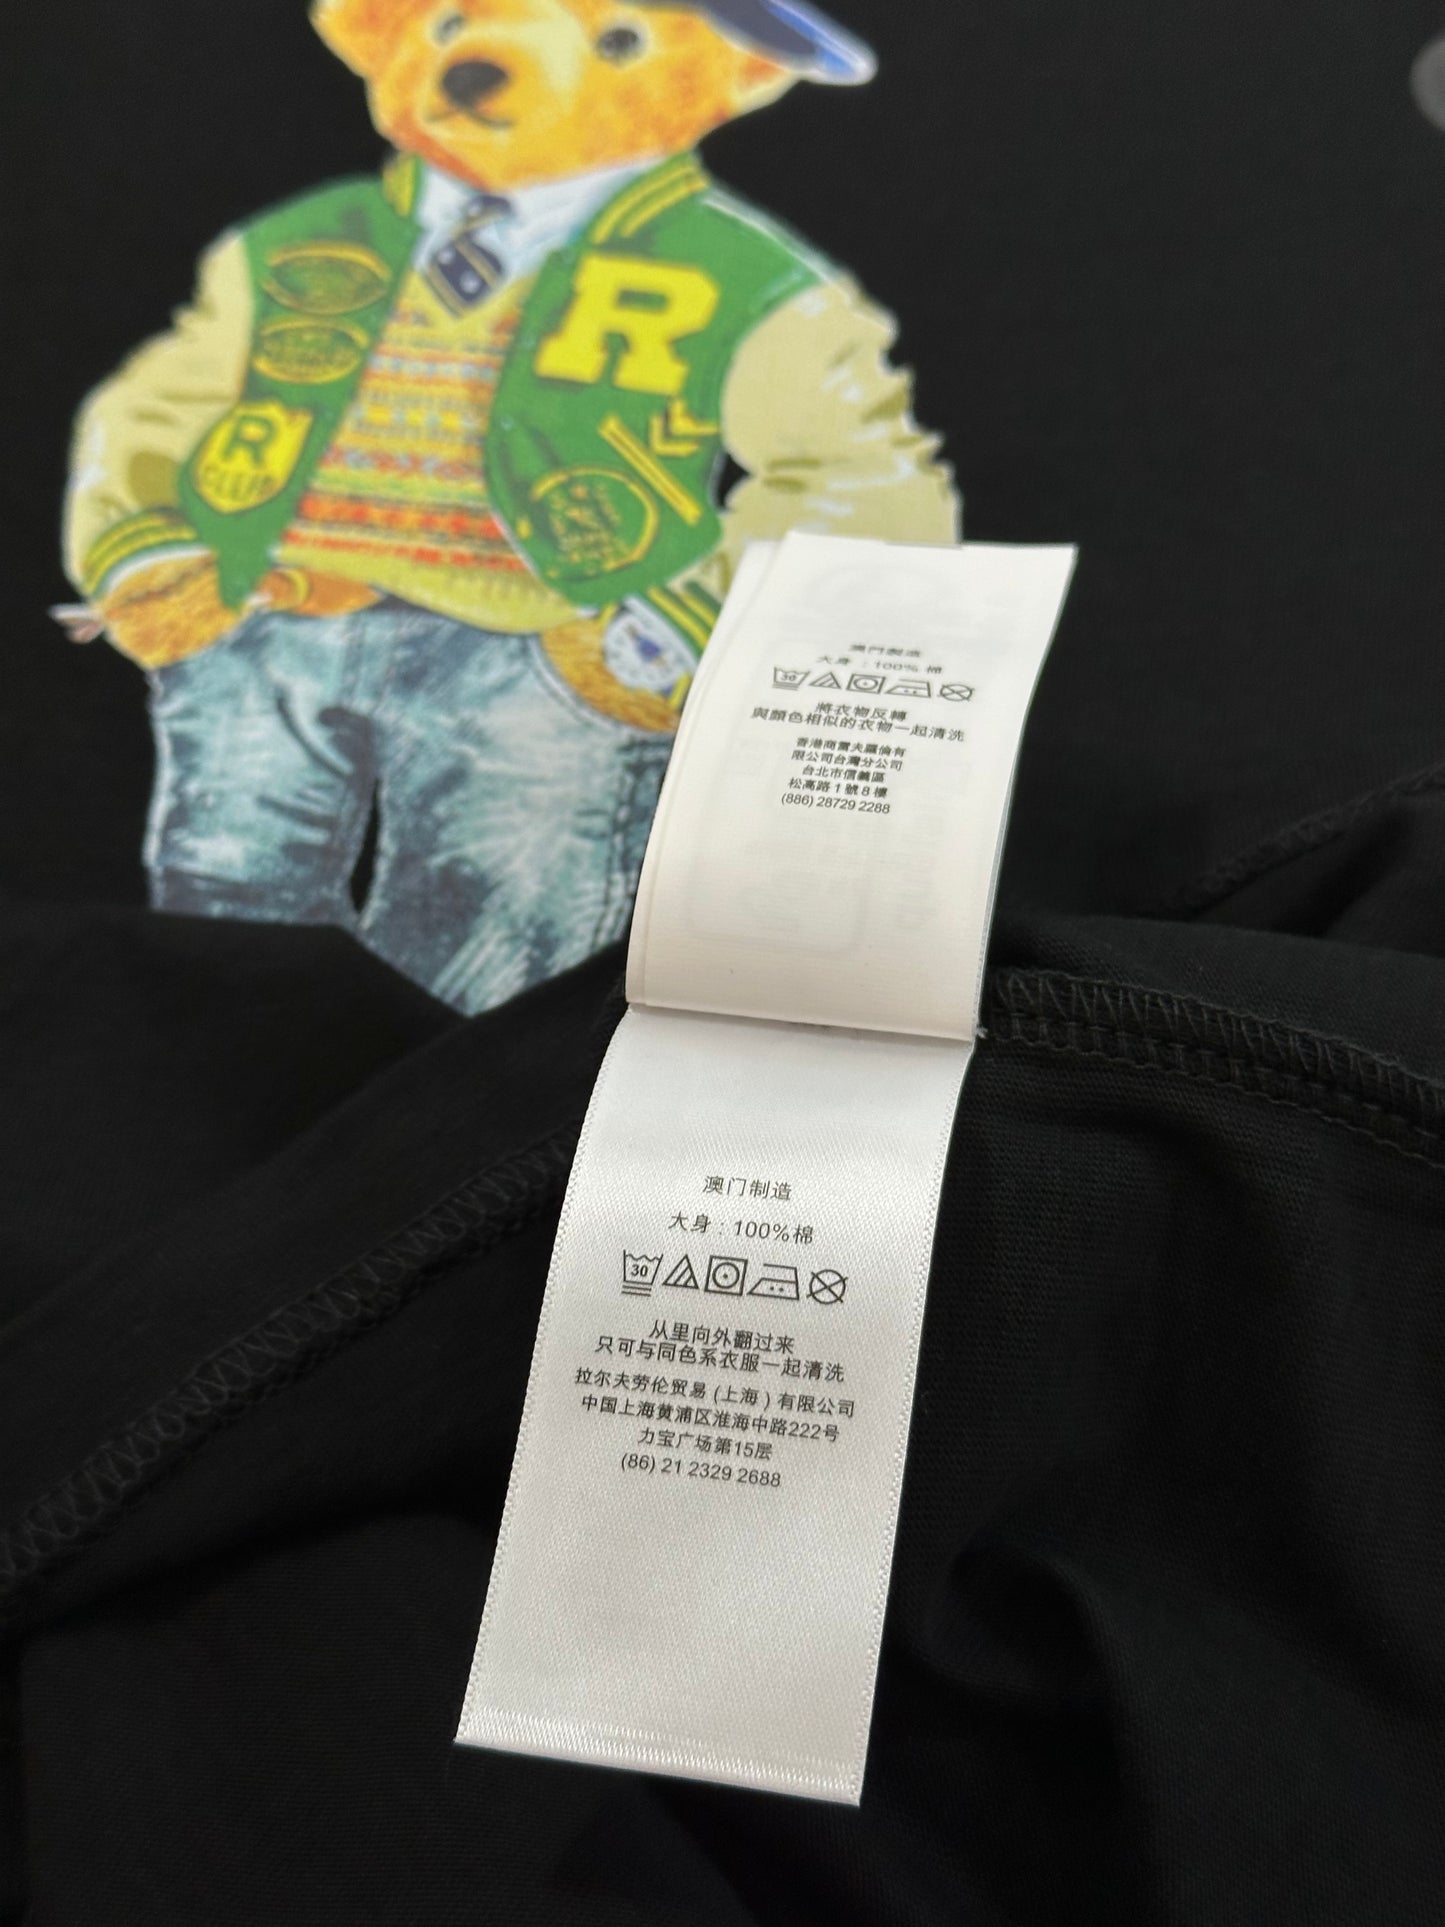 R
R
澳門製造
大身 : 100% 棉
30
將衣物反轉
與顏色相似的衣物一起清洗
香港商雷夫羅倫有
限公司台灣分公司
台北市信義區
松高路1號8樓
(886) 28729 2288
澳门制造
大身 : 100%棉
30
从里向外翻过来
只可与同色系衣服一起清洗
拉尔夫劳伦贸易 (上海) 有限公司
中国上海黄浦区淮海中路222号
力宝广场第15层
(86) 21 2329 2688